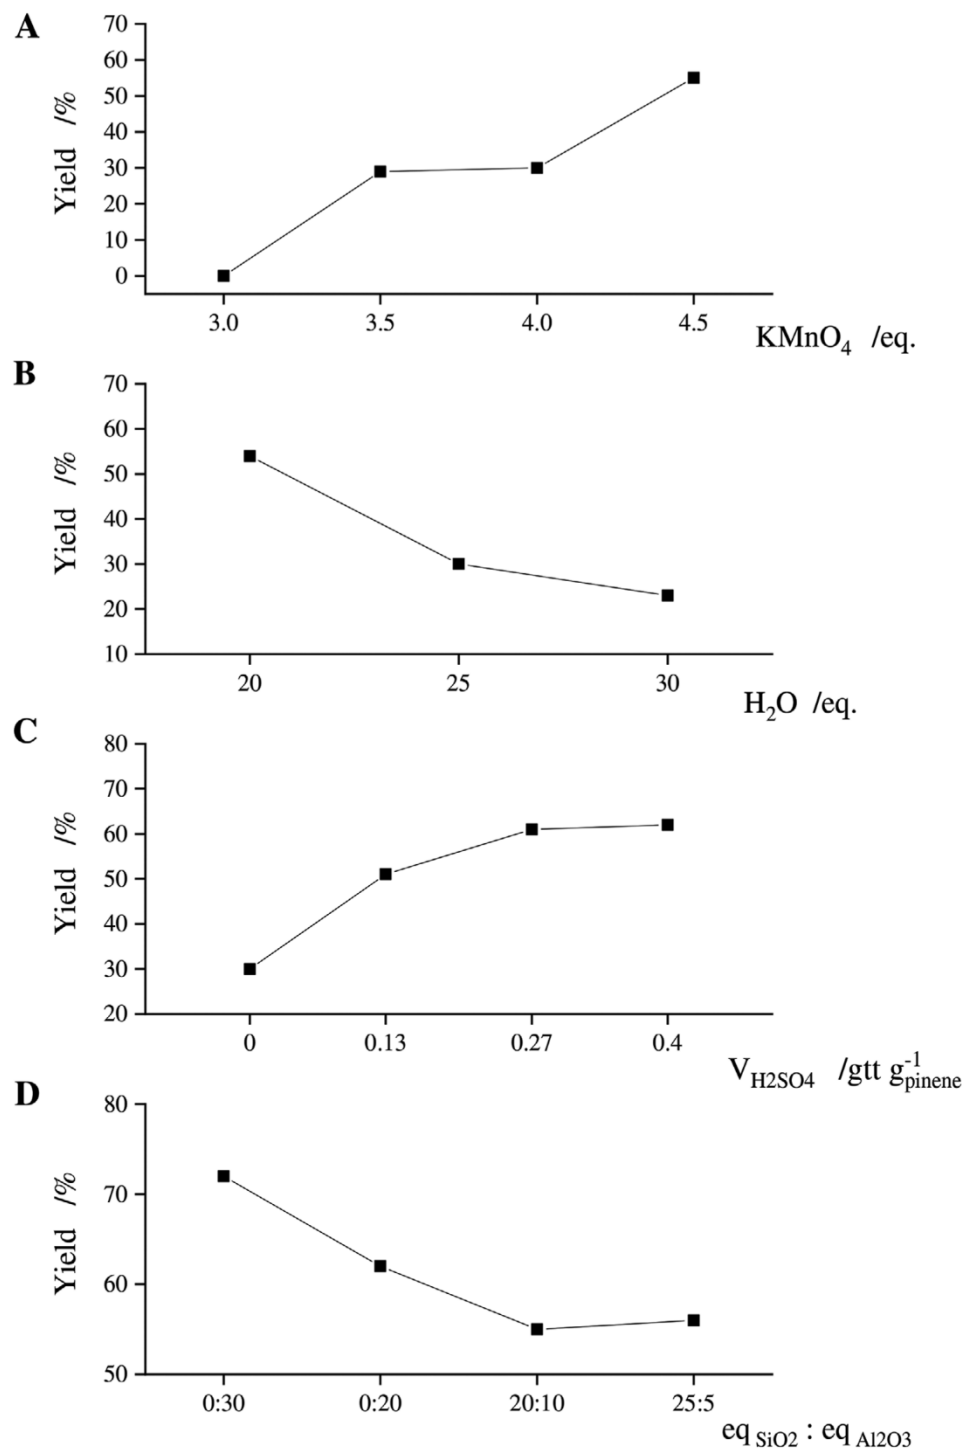 A
Yield /%
70
60
50
40
30
20
10
0
3.0 3.5 4.0 4.5
KMnO4 /eq.
B
Yield /%
70
60
50
40
30
20
10
20 25 30
H2O /eq.
C
Yield /%
80
70
60
50
40
30
20
0 0.13 0.27 0.4
VH2SO4 /gtt g-1pinene
D
Yield /%
80
70
60
50
0:30 0:20 20:10 25:5
eq SiO2 : eq Al2O3